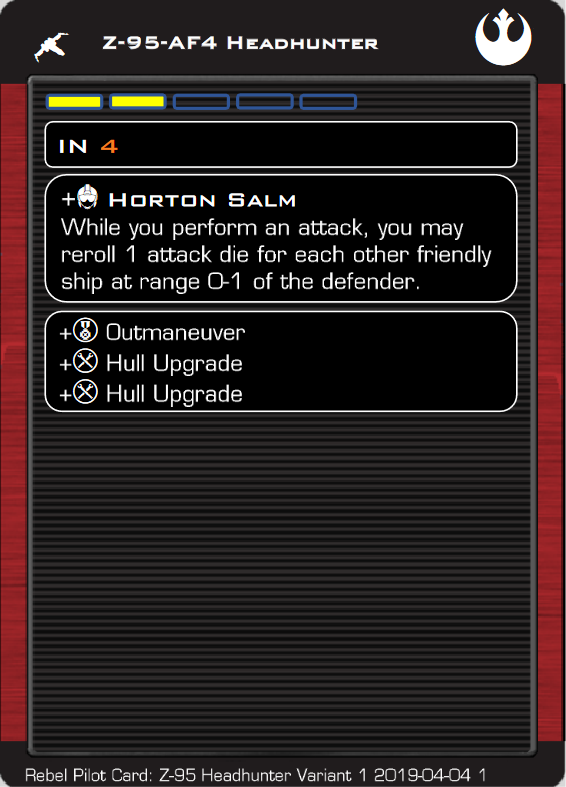 Z-95-AF4 Headhunter
IN 4
+ Horton Salm
While you perform an attack, you may
reroll 1 attack die for each other friendly
ship at range 0-1 of the defender.
+ Outmaneuver
+ Hull Upgrade
+ Hull Upgrade
Rebel Pilot Card: Z-95 Headhunter Variant 1 2019-04-04 1